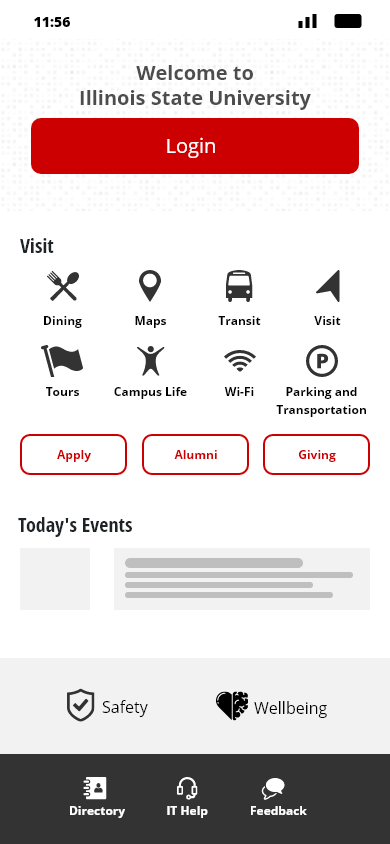 11:56
Welcome to
Illinois State University
Login
Visit
Dining
Maps
Transit
Visit
Tours
Campus Life
Wi-Fi
P
Parking and
Transportation
Apply
Alumni
Giving
Today's Events
Safety
Wellbeing
Directory
IT Help
Feedback